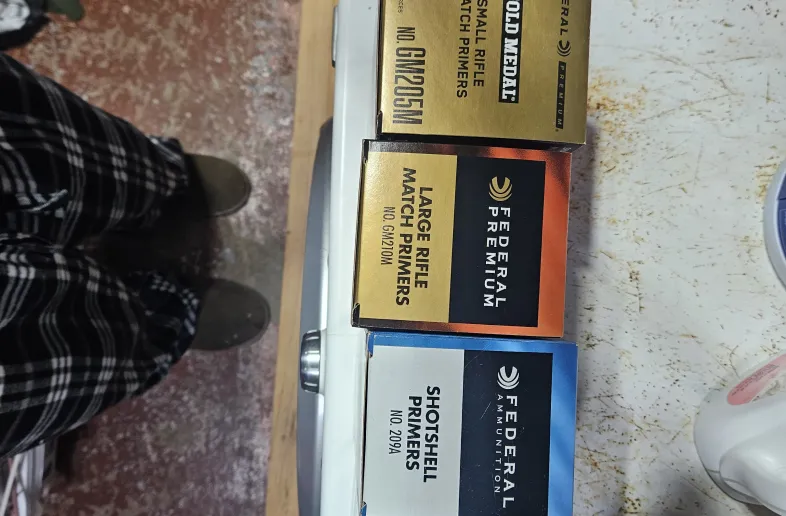 FEDERAL
PREMIUM
GOLD MEDAL
SMALL RIFLE
MATCH PRIMERS
NO. GM205M
FEDERAL
PREMIUM
LARGE RIFLE
MATCH PRIMERS
NO. GM210M
FEDERAL
AMMUNITION
SHOTSHELL
PRIMERS
NO. 209A